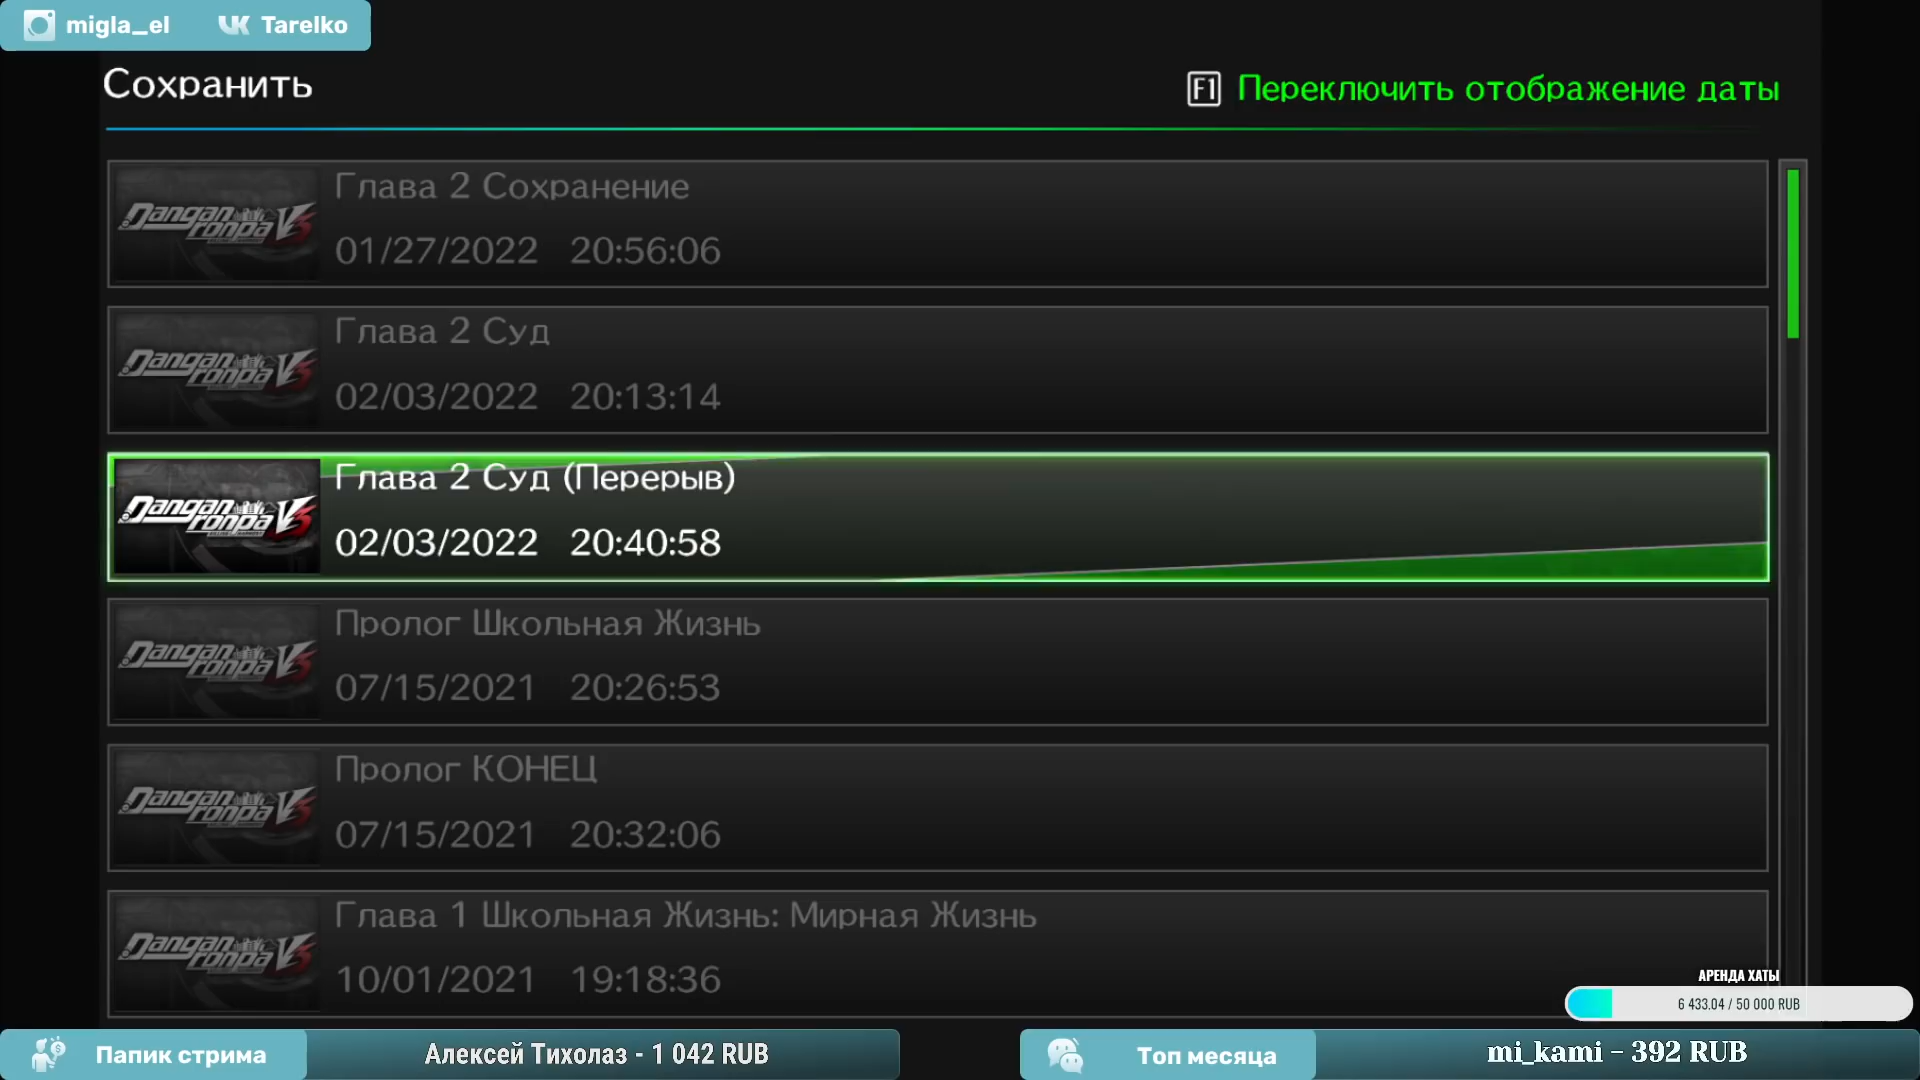 migla_el
VK Tarelko
Сохранить
F1 Переключить отображение даты
Danganronpa V3
Глава 2 Сохранение
01/27/2022 20:56:06
Danganronpa V3
Глава 2 Суд
02/03/2022 20:13:14
Danganronpa V3
Глава 2 Суд (Перерыв)
02/03/2022 20:40:58
Danganronpa V3
Пролог Школьная Жизнь
07/15/2021 20:26:53
Danganronpa V3
Пролог КОНЕЦ
07/15/2021 20:32:06
Danganronpa V3
Глава 1 Школьная Жизнь: Мирная Жизнь
10/01/2021 19:18:36
АРЕНДА ХАТЫ
6 433.04 / 50 000 RUB
Папик стрима
Алексей Тихолаз - 1 042 RUB
Топ месяца
mi_kami - 392 RUB